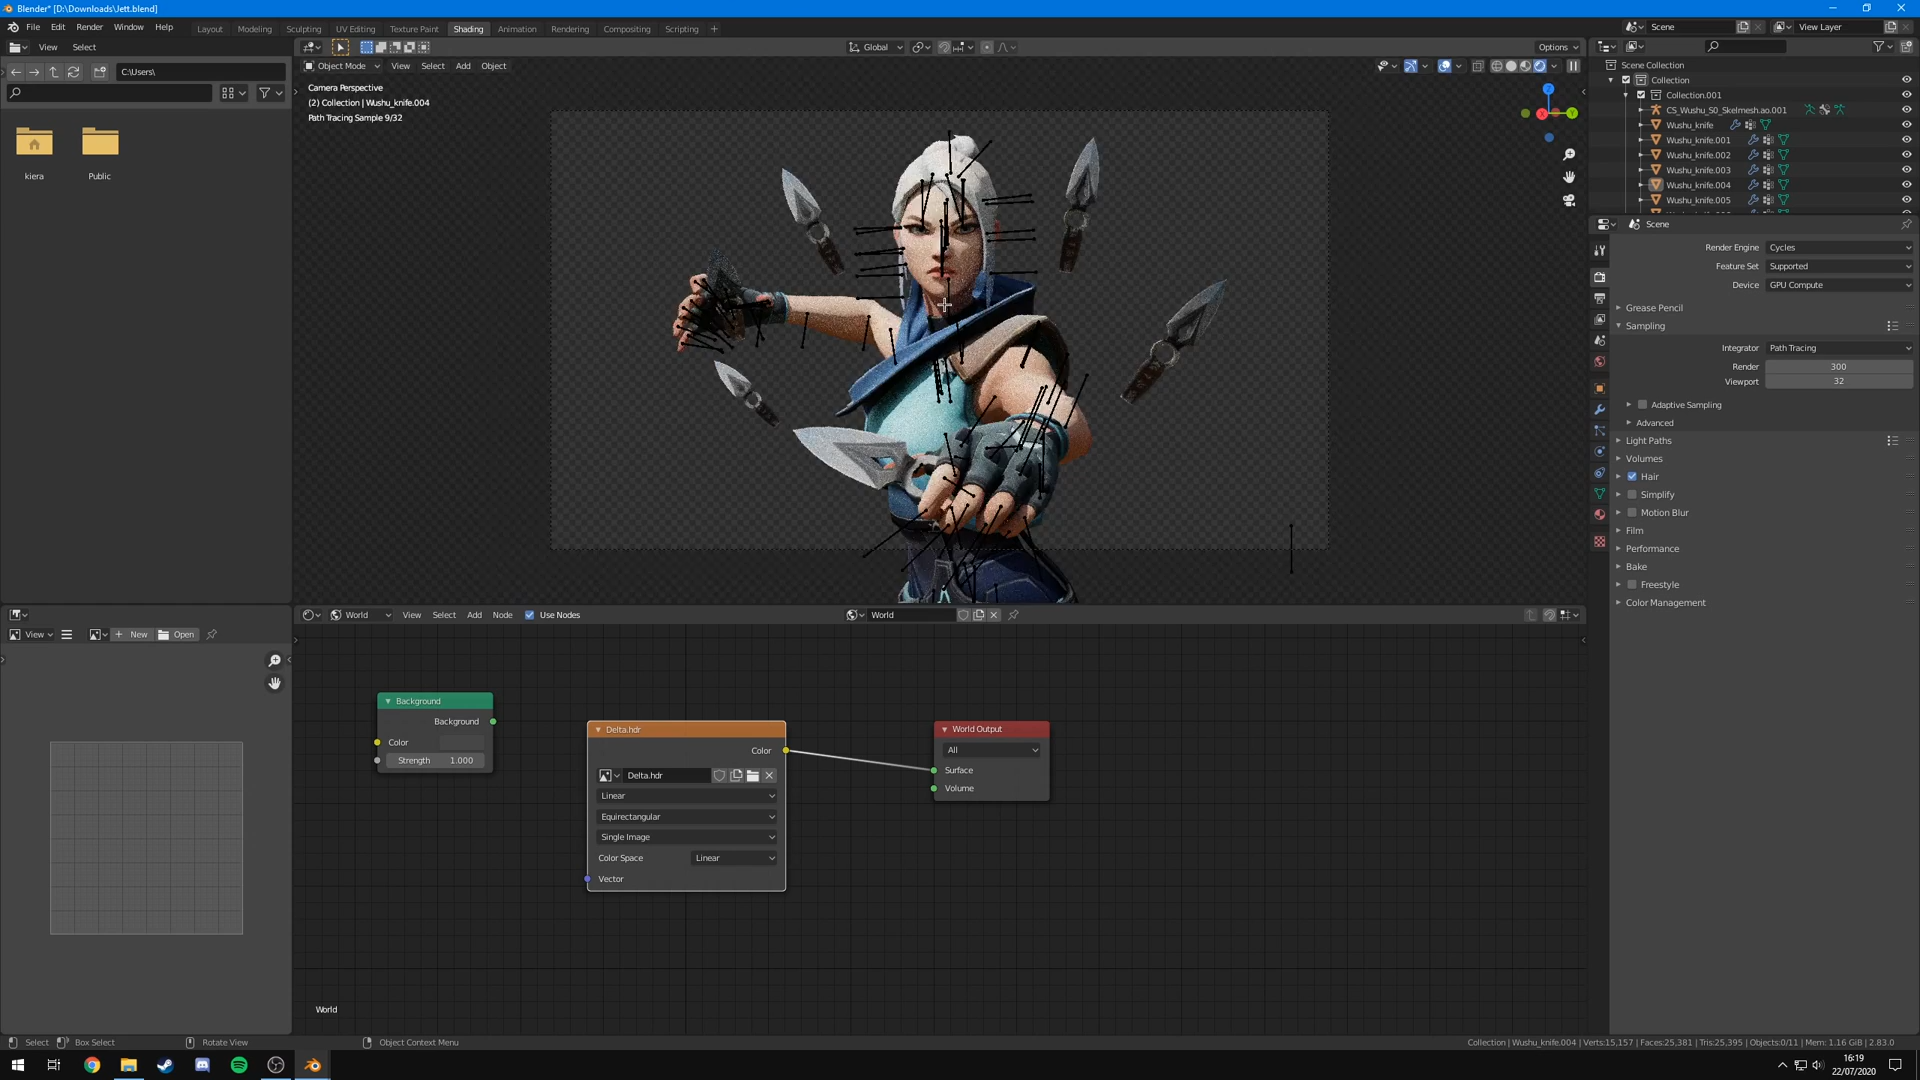 Blender* [D:\Downloads\Jett.blend]
File Edit Render Window Help
Layout Modeling Sculpting UV Editing Texture Paint Shading Animation Rendering Compositing Scripting +
Scene
View Layer
View Select
Global
Options
C:\Users\
Object Mode View Select Add Object
Camera Perspective
(2) Collection | Wushu_knife.004
Path Tracing Sample 9/32
kiera
Public
Z
X
Y
Scene Collection
Collection
Collection.001
CS_Wushu_S0_Skelmesh.ao.001
Wushu_knife
Wushu_knife.001
Wushu_knife.002
Wushu_knife.003
Wushu_knife.004
Wushu_knife.005
Scene
Render Engine Cycles
Feature Set Supported
Device GPU Compute
Grease Pencil
Sampling
Integrator Path Tracing
Render 300
Viewport 32
Adaptive Sampling
Advanced
Light Paths
Volumes
Hair
Simplify
Motion Blur
Film
Performance
Bake
Freestyle
Color Management
View
New
Open
World View Select Add Node Use Nodes
World
Background
Background
Color
Strength 1.000
Delta.hdr
Color
Delta.hdr
Linear
Equirectangular
Single Image
Color Space Linear
Vector
World Output
All
Surface
Volume
World
Select
Box Select
Rotate View
Object Context Menu
Collection | Wushu_knife.004 | Verts:15,157 | Faces:25,381 | Tris:25,395 | Objects:0/11 | Mem: 1.16 GiB | 2.83.0
16:19
22/07/2020